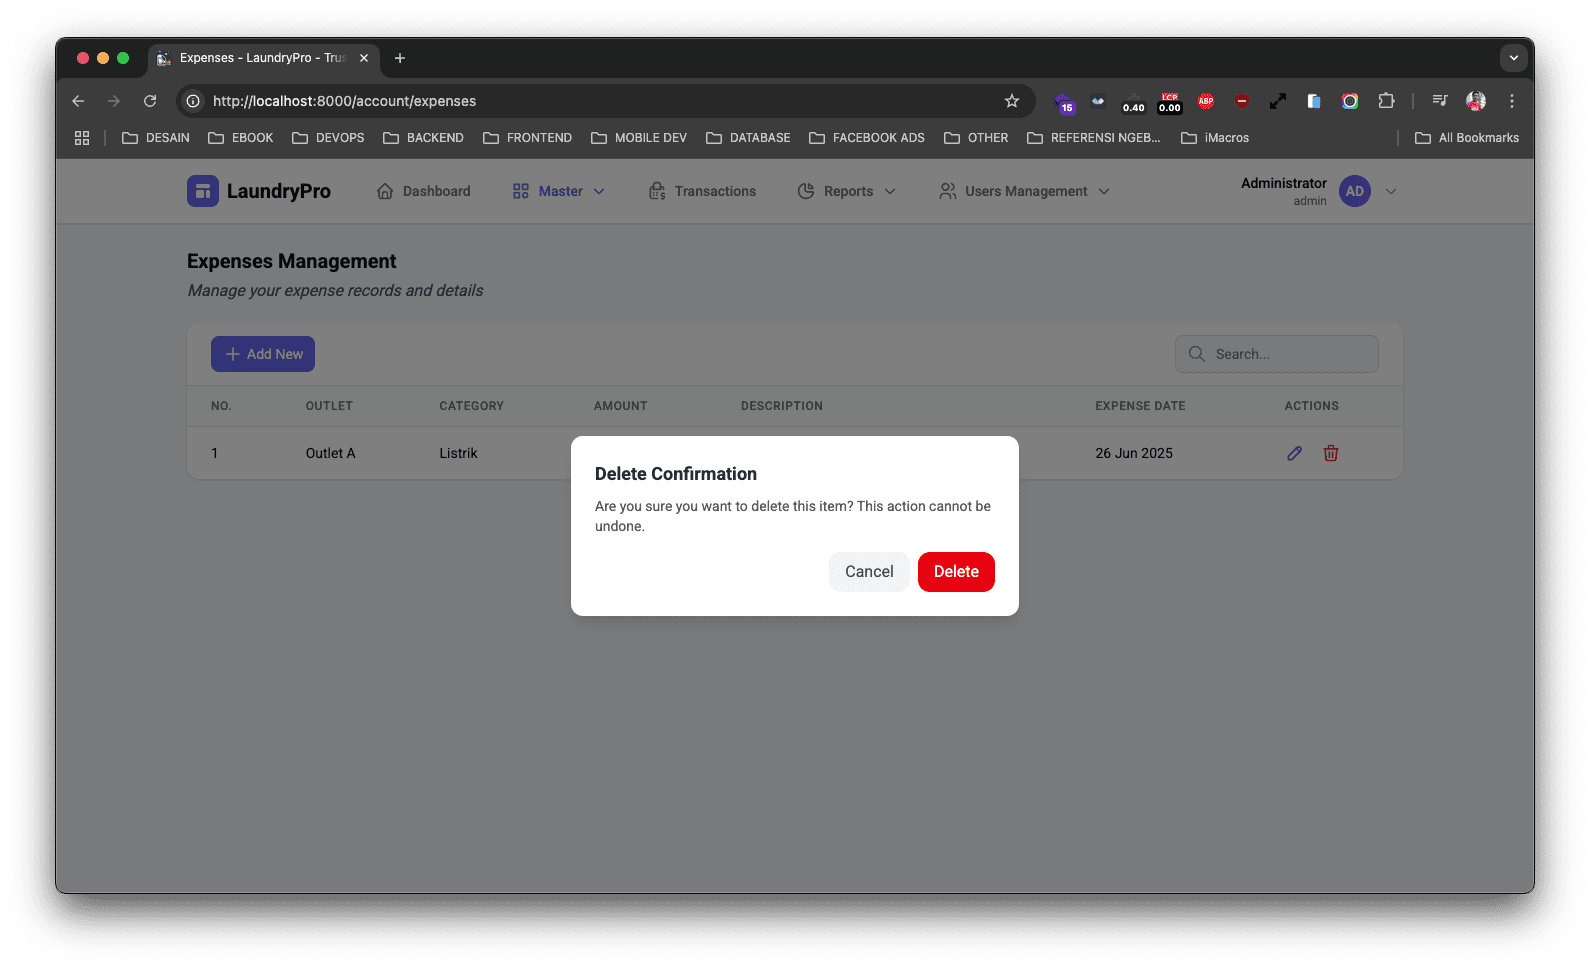 Expenses - LaundryPro - Trus
http://localhost:8000/account/expenses
15
0.40
LCP
0.00
ABP
DESAIN
EBOOK
DEVOPS
BACKEND
FRONTEND
MOBILE DEV
DATABASE
FACEBOOK ADS
OTHER
REFERENSI NGEB...
iMacros
All Bookmarks
LaundryPro
Dashboard
Master
Transactions
Reports
Users Management
Administrator
admin
AD
Expenses Management
Manage your expense records and details
Add New
Search...
NO. OUTLET CATEGORY AMOUNT DESCRIPTION EXPENSE DATE ACTIONS
1 Outlet A Listrik 26 Jun 2025
Delete Confirmation
Are you sure you want to delete this item? This action cannot be
undone.
Cancel
Delete